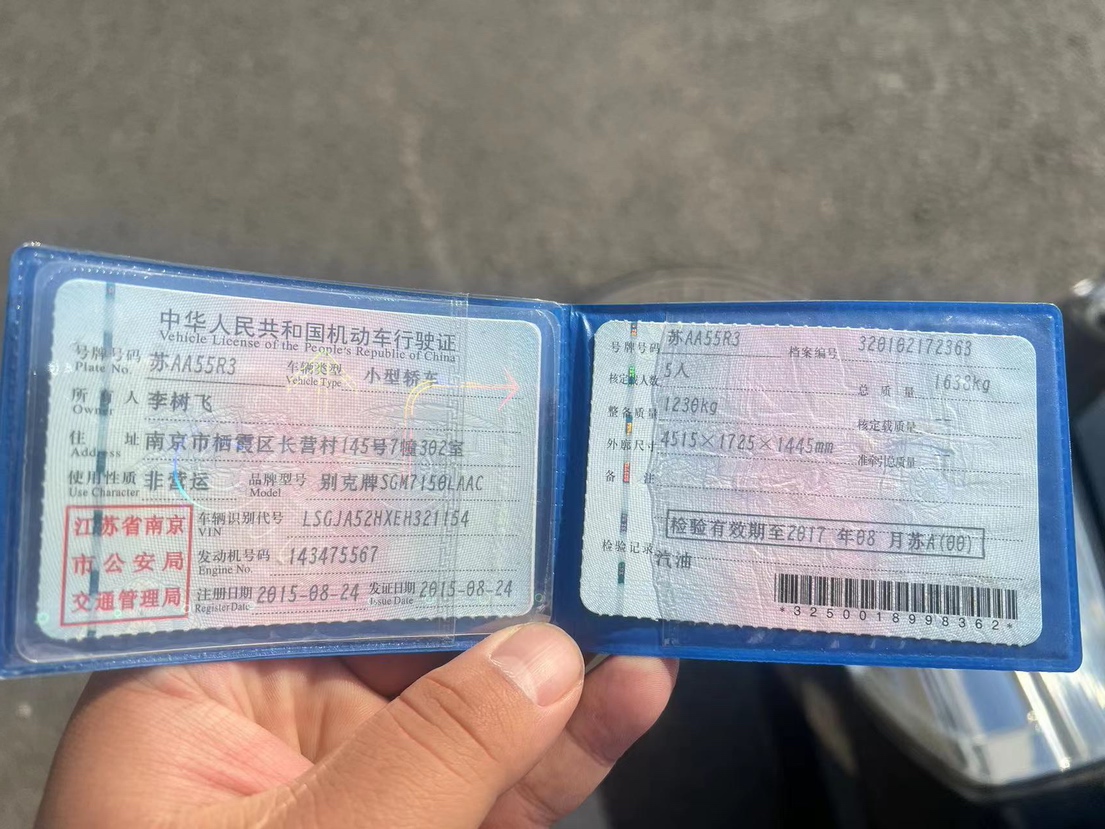 中华人民共和国机动车行驶证
Vehicle License of the People's Republic of China
号牌号码 苏AA55R3 车辆类型 小型轿车
Plate No. Vehicle Type
所有人 李树飞
Owner
住址 南京市栖霞区长营村145号7幢302室
Address
使用性质 非营运 品牌型号 别克牌SGM7150LAAC
Use Character Model
江苏省南京
市公安局
交通管理局
车辆识别代号 LSGJA52HXEH321154
VIN
发动机号码 143475567
Engine No.
注册日期 2015-08-24 发证日期 2015-08-24
Register Date Issue Date
号牌号码 苏AA55R3 档案编号 320102172363
核定载人数 5人 总质量 1638kg
整备质量 1230kg 核定载质量
外廓尺寸 4515×1725×1445mm 准牵引总质量
备注
检验有效期至2017年08月苏A(00)
检验记录 汽油
*3250018998362*